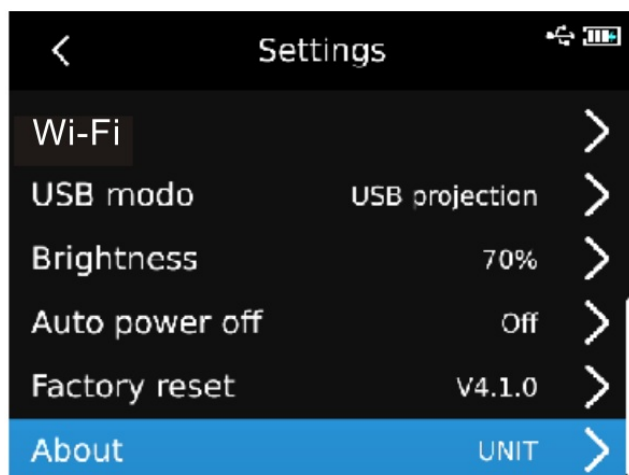 Settings
Wi-Fi
USB modo USB projection
Brightness 70%
Auto power off Off
Factory reset V4.1.0
About UNIT